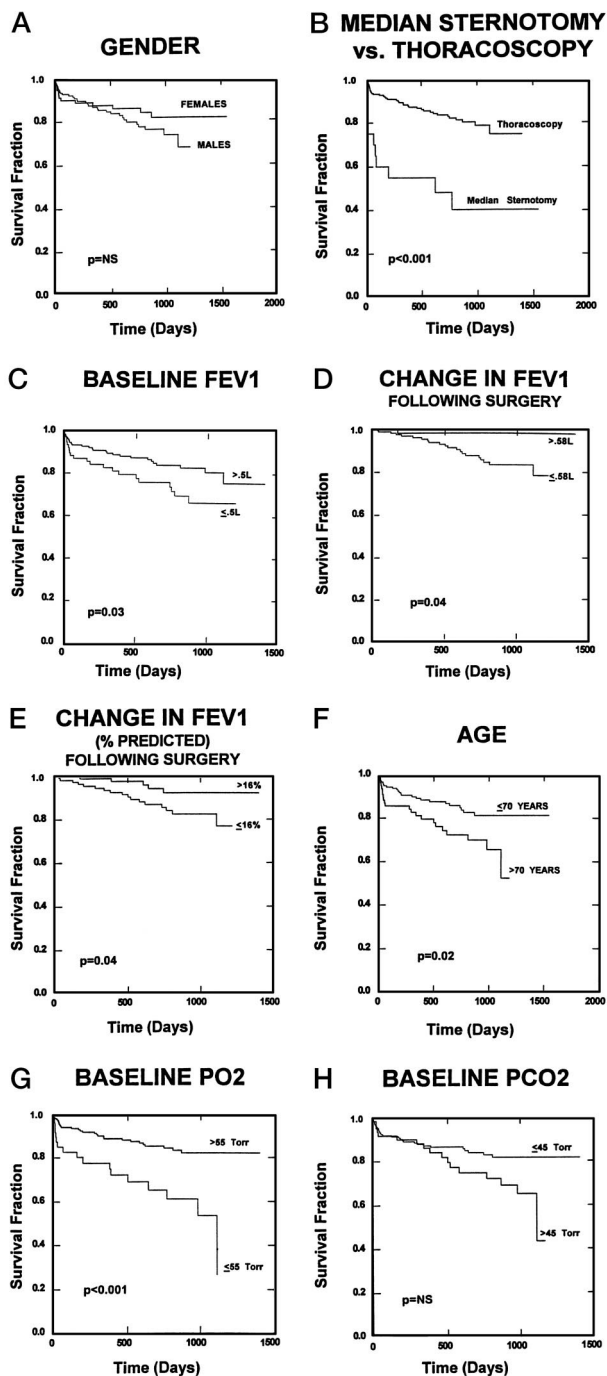 A
GENDER
Survival Fraction
1.0
0.8
0.6
0.4
0.2
0.0
FEMALES
MALES
p=NS
0
500
1000
1500
2000
Time (Days)
B
MEDIAN STERNOTOMY
vs. THORACOSCOPY
Survival Fraction
1.0
0.8
0.6
0.4
0.2
0.0
Thoracoscopy
Median Sternotomy
p<0.001
0
500
1000
1500
2000
Time (Days)
C
BASELINE FEV1
Survival Fraction
1.0
0.8
0.6
0.4
0.2
0.0
>.5L
≤.5L
p=0.03
0
500
1000
1500
Time (Days)
D
CHANGE IN FEV1
FOLLOWING SURGERY
Survival Fraction
1.0
0.8
0.6
0.4
0.2
0.0
>.58L
≤.58L
p=0.04
0
500
1000
1500
Time (Days)
E
CHANGE IN FEV1
(% PREDICTED)
FOLLOWING SURGERY
Survival Fraction
1.0
0.8
0.6
0.4
0.2
0.0
>16%
≤16%
p=0.04
0
500
1000
1500
Time (Days)
F
AGE
Survival Fraction
1.0
0.8
0.6
0.4
0.2
0.0
≤70 YEARS
>70 YEARS
p=0.02
0
500
1000
1500
2000
Time (Days)
G
BASELINE PO2
Survival Fraction
1.0
0.8
0.6
0.4
0.2
0.0
>55 Torr
≤55 Torr
p<0.001
0
500
1000
1500
Time (Days)
H
BASELINE PCO2
Survival Fraction
1.0
0.8
0.6
0.4
0.2
0.0
≤45 Torr
>45 Torr
p=NS
0
500
1000
1500
Time (Days)